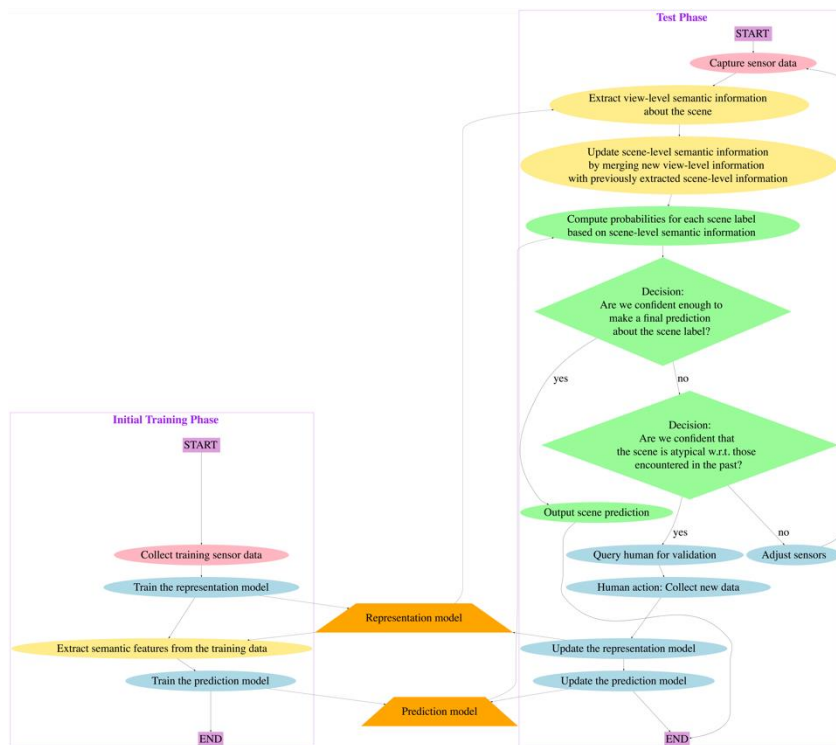 Test Phase
START
Capture sensor data
Extract view-level semantic information
about the scene
Update scene-level semantic information
by merging new view-level information
with previously extracted scene-level information
Compute probabilities for each scene label
based on scene-level semantic information
Decision:
Are we confident enough to
make a final prediction
about the scene label?
yes
no
Decision:
Are we confident that
the scene is atypical w.r.t. those
encountered in the past?
Output scene prediction
yes
no
Query human for validation
Adjust sensors
Human action: Collect new data
Update the representation model
Update the prediction model
END
Initial Training Phase
START
Collect training sensor data
Train the representation model
Representation model
Extract semantic features from the training data
Train the prediction model
Prediction model
END